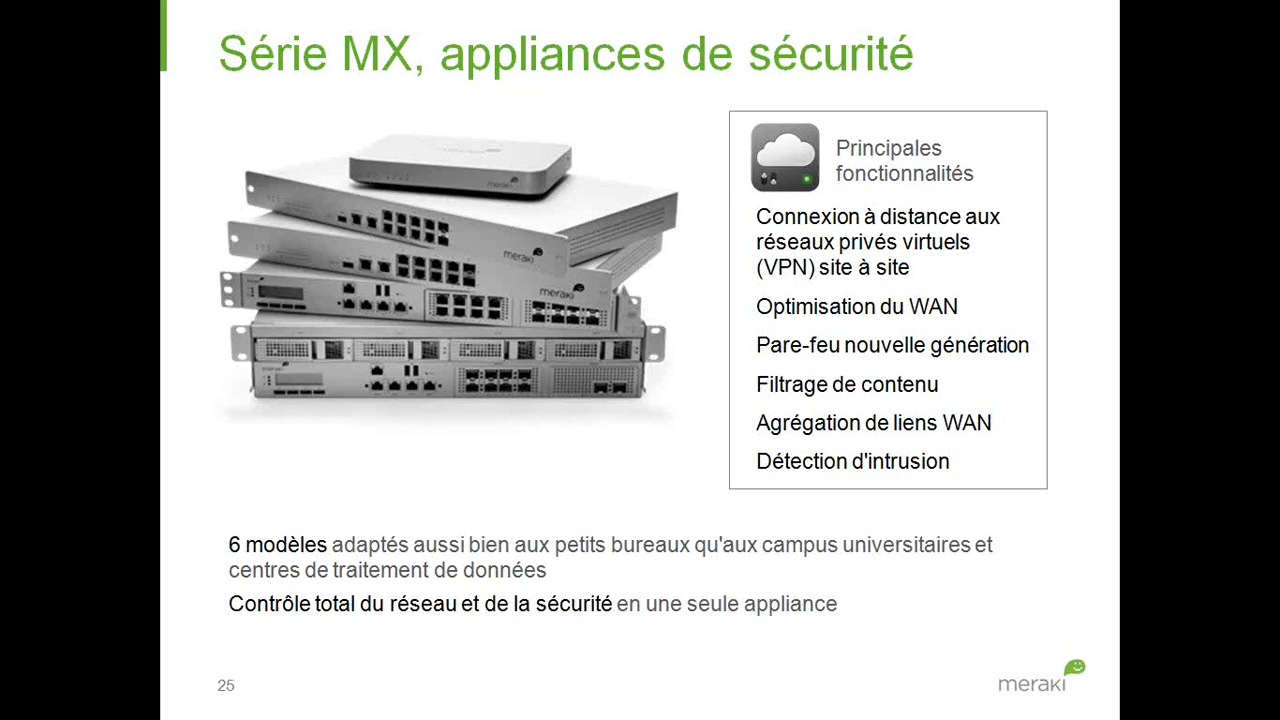 Série MX, appliances de sécurité
meraki
meraki
meraki
Principales
fonctionnalités
Connexion à distance aux
réseaux privés virtuels
(VPN) site à site
Optimisation du WAN
Pare-feu nouvelle génération
Filtrage de contenu
Agrégation de liens WAN
Détection d'intrusion
6 modèles adaptés aussi bien aux petits bureaux qu'aux campus universitaires et
centres de traitement de données
Contrôle total du réseau et de la sécurité en une seule appliance
25
meraki